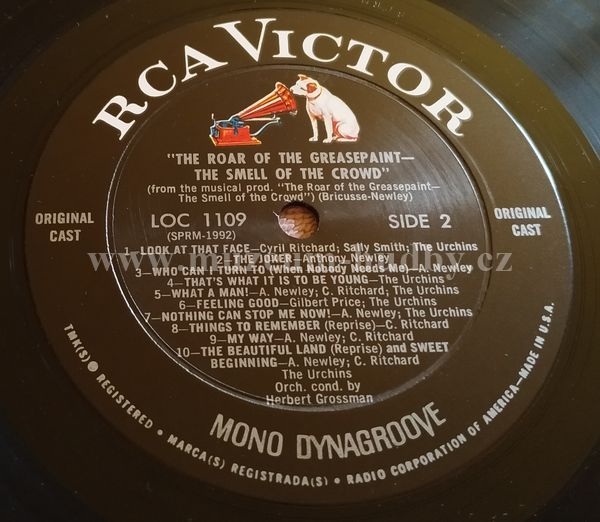 RCA VICTOR
"THE ROAR OF THE GREASEPAINT—
THE SMELL OF THE CROWD"
(from the musical prod. "The Roar of the Greasepaint—
The Smell of the Crowd") (Bricusse-Newley)
ORIGINAL
CAST
LOC 1109
(SPRM-1992)
SIDE 2
ORIGINAL
CAST
1—LOOK AT THAT FACE—Cyril Ritchard; Sally Smith; The Urchins
2—THE JOKER—Anthony Newley
3—WHO CAN I TURN TO (When Nobody Needs Me)—A. Newley
4—THAT'S WHAT IT IS TO BE YOUNG—The Urchins
5—WHAT A MAN!—A. Newley; C. Ritchard; The Urchins
6—FEELING GOOD—Gilbert Price; The Urchins
7—NOTHING CAN STOP ME NOW!—A. Newley; The Urchins
8—THINGS TO REMEMBER (Reprise)—C. Ritchard
9—MY WAY—A. Newley; C. Ritchard
10—THE BEAUTIFUL LAND (Reprise) and SWEET
BEGINNING—A. Newley; C. Ritchard
The Urchins
Orch. cond. by
Herbert Grossman
MONO DYNAGROOVE
TMK(S) ® REGISTERED • MARCA(S) REGISTRADA(S) • RADIO CORPORATION OF AMERICA—MADE IN U.S.A.